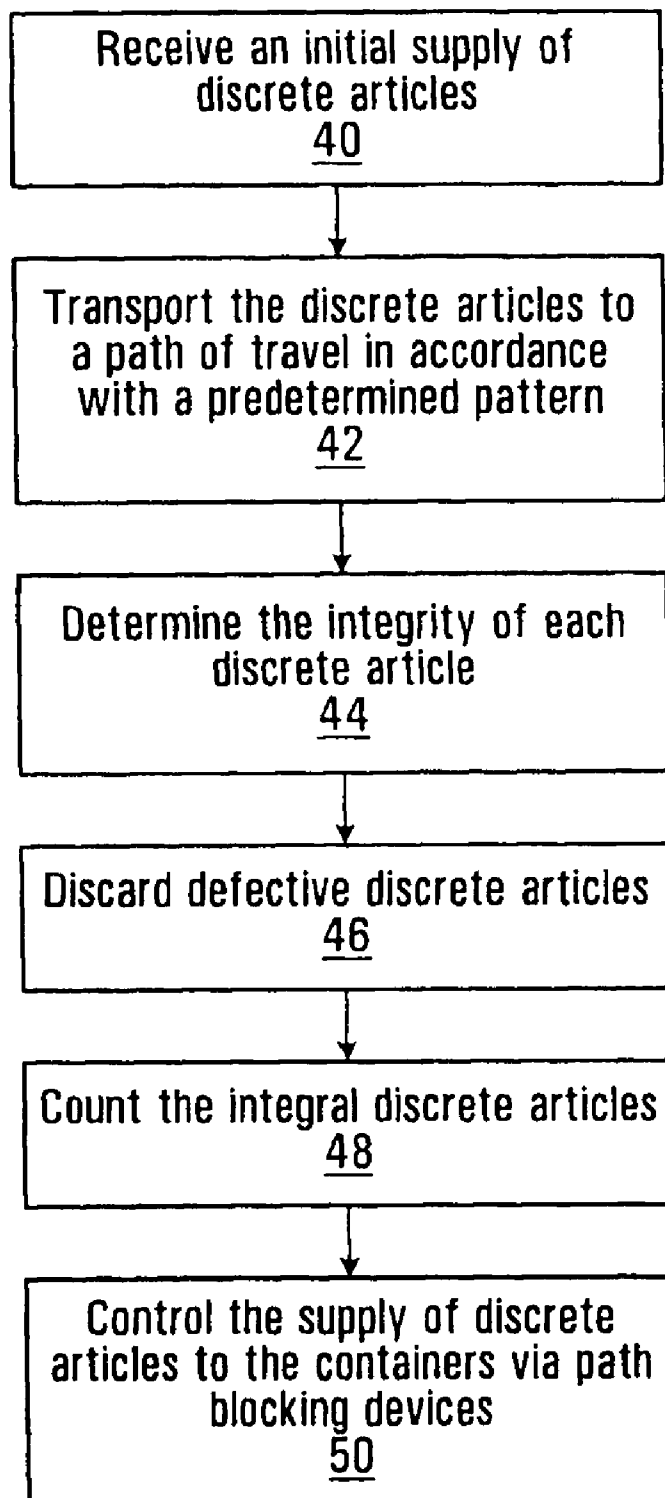 Receive an initial supply of
discrete articles
40
Transport the discrete articles to
a path of travel in accordance
with a predetermined pattern
42
Determine the integrity of each
discrete article
44
Discard defective discrete articles
46
Count the integral discrete articles
48
Control the supply of discrete
articles to the containers via path
blocking devices
50